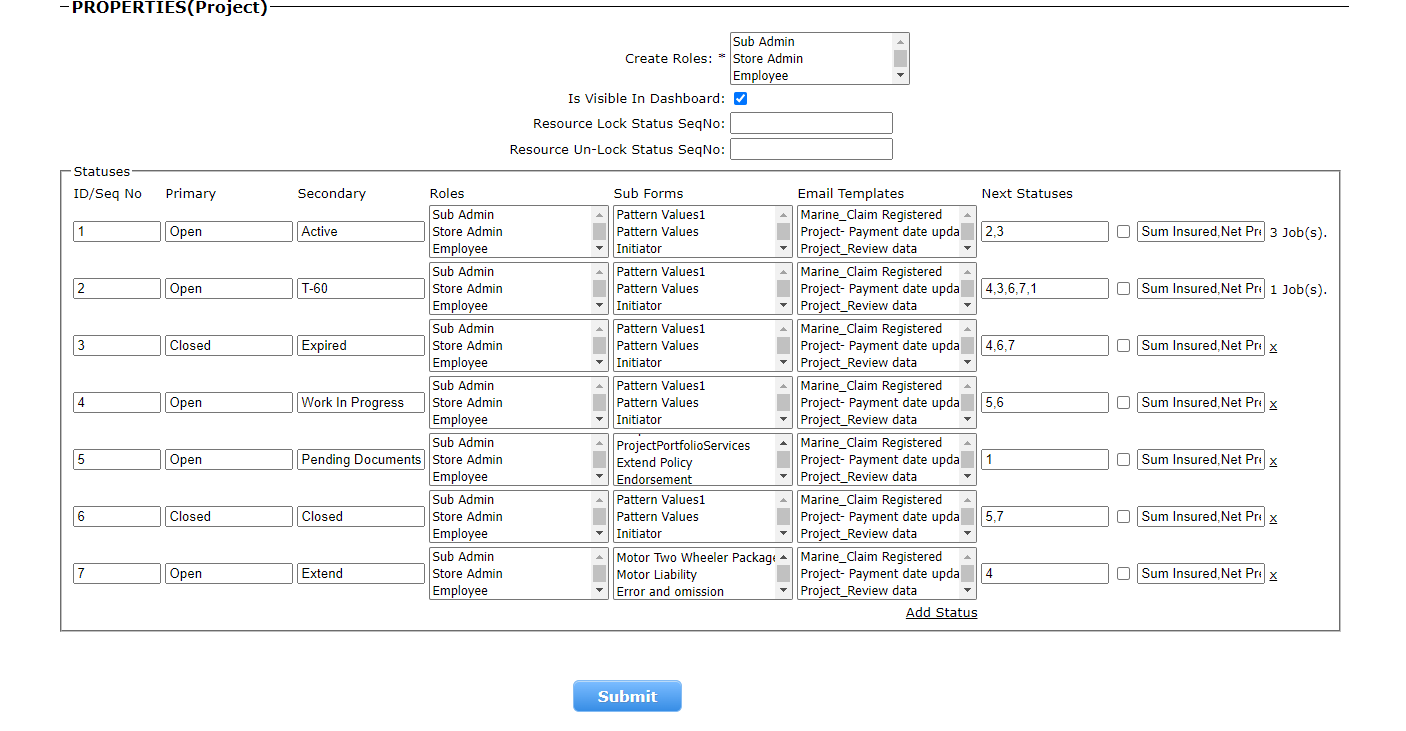 PROPERTIES(Project)
Sub Admin
Create Roles: * Store Admin
Employee
Is Visible In Dashboard:
Resource Lock Status SeqNo:
Resource Un-Lock Status SeqNo:
Statuses
ID/Seq No Primary Secondary Roles Sub Forms Email Templates Next Statuses
Sub Admin Pattern Values1 Marine_Claim Registered
1 Open Active Store Admin Pattern Values Project- Payment date upda 2,3 Sum Insured,Net Pr 3 Job(s).
Employee Initiator Project_Review data
Sub Admin Pattern Values1 Marine_Claim Registered
2 Open T-60 Store Admin Pattern Values Project- Payment date upda 4,3,6,7,1 Sum Insured,Net Pr 1 Job(s).
Employee Initiator Project_Review data
Sub Admin Pattern Values1 Marine_Claim Registered
3 Closed Expired Store Admin Pattern Values Project- Payment date upda 4,6,7 Sum Insured,Net Pr x
Employee Initiator Project_Review data
Sub Admin Pattern Values1 Marine_Claim Registered
4 Open Work In Progress Store Admin Pattern Values Project- Payment date upda 5,6 Sum Insured,Net Pr x
Employee Initiator Project_Review data
Sub Admin ProjectPortfolioServices Marine_Claim Registered
5 Open Pending Documents Store Admin Extend Policy Project- Payment date upda 1 Sum Insured,Net Pr x
Employee Endorsement Project_Review data
Sub Admin Pattern Values1 Marine_Claim Registered
6 Closed Closed Store Admin Pattern Values Project- Payment date upda 5,7 Sum Insured,Net Pr x
Employee Initiator Project_Review data
Sub Admin Motor Two Wheeler Package Marine_Claim Registered
7 Open Extend Store Admin Motor Liability Project- Payment date upda 4 Sum Insured,Net Pr x
Employee Error and omission Project_Review data
Add Status
Submit